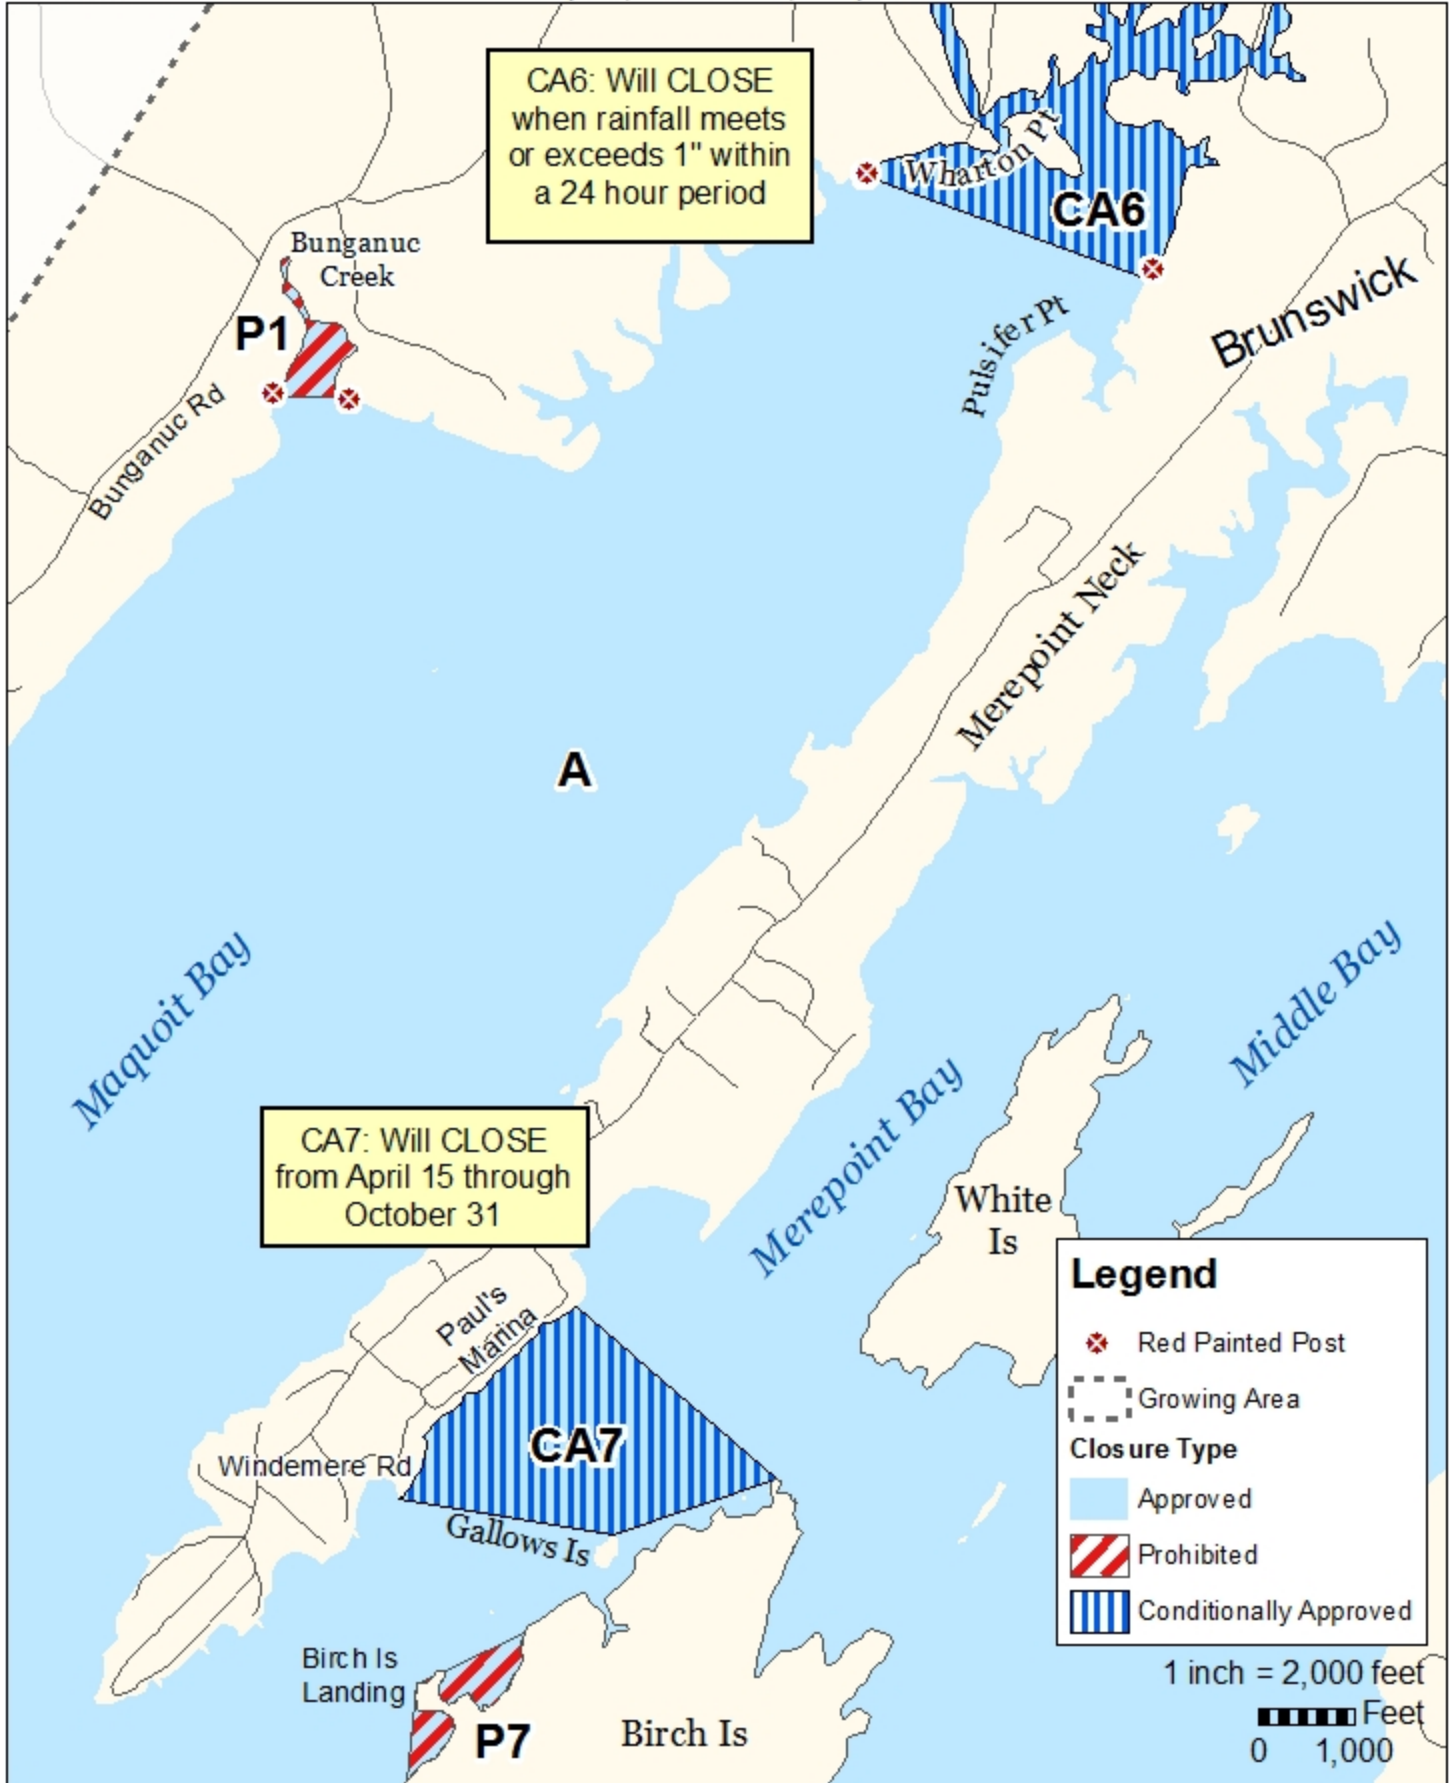 CA6: Will CLOSE
when rainfall meets
or exceeds 1" within
a 24 hour period
Wharton Pt
CA6
Bunganuc
Creek
P1
Bunganuc Rd
Pulsifer Pt
Brunswick
Merepoint Neck
A
Maquoit Bay
Middle Bay
Merepoint Bay
CA7: Will CLOSE
from April 15 through
October 31
White
Is
Paul's
Marina
CA7
Windemere Rd
Gallows Is
Birch Is
Landing
P7
Birch Is
Legend
Red Painted Post
Growing Area
Closure Type
Approved
Prohibited
Conditionally Approved
1 inch = 2,000 feet
Feet
0 1,000